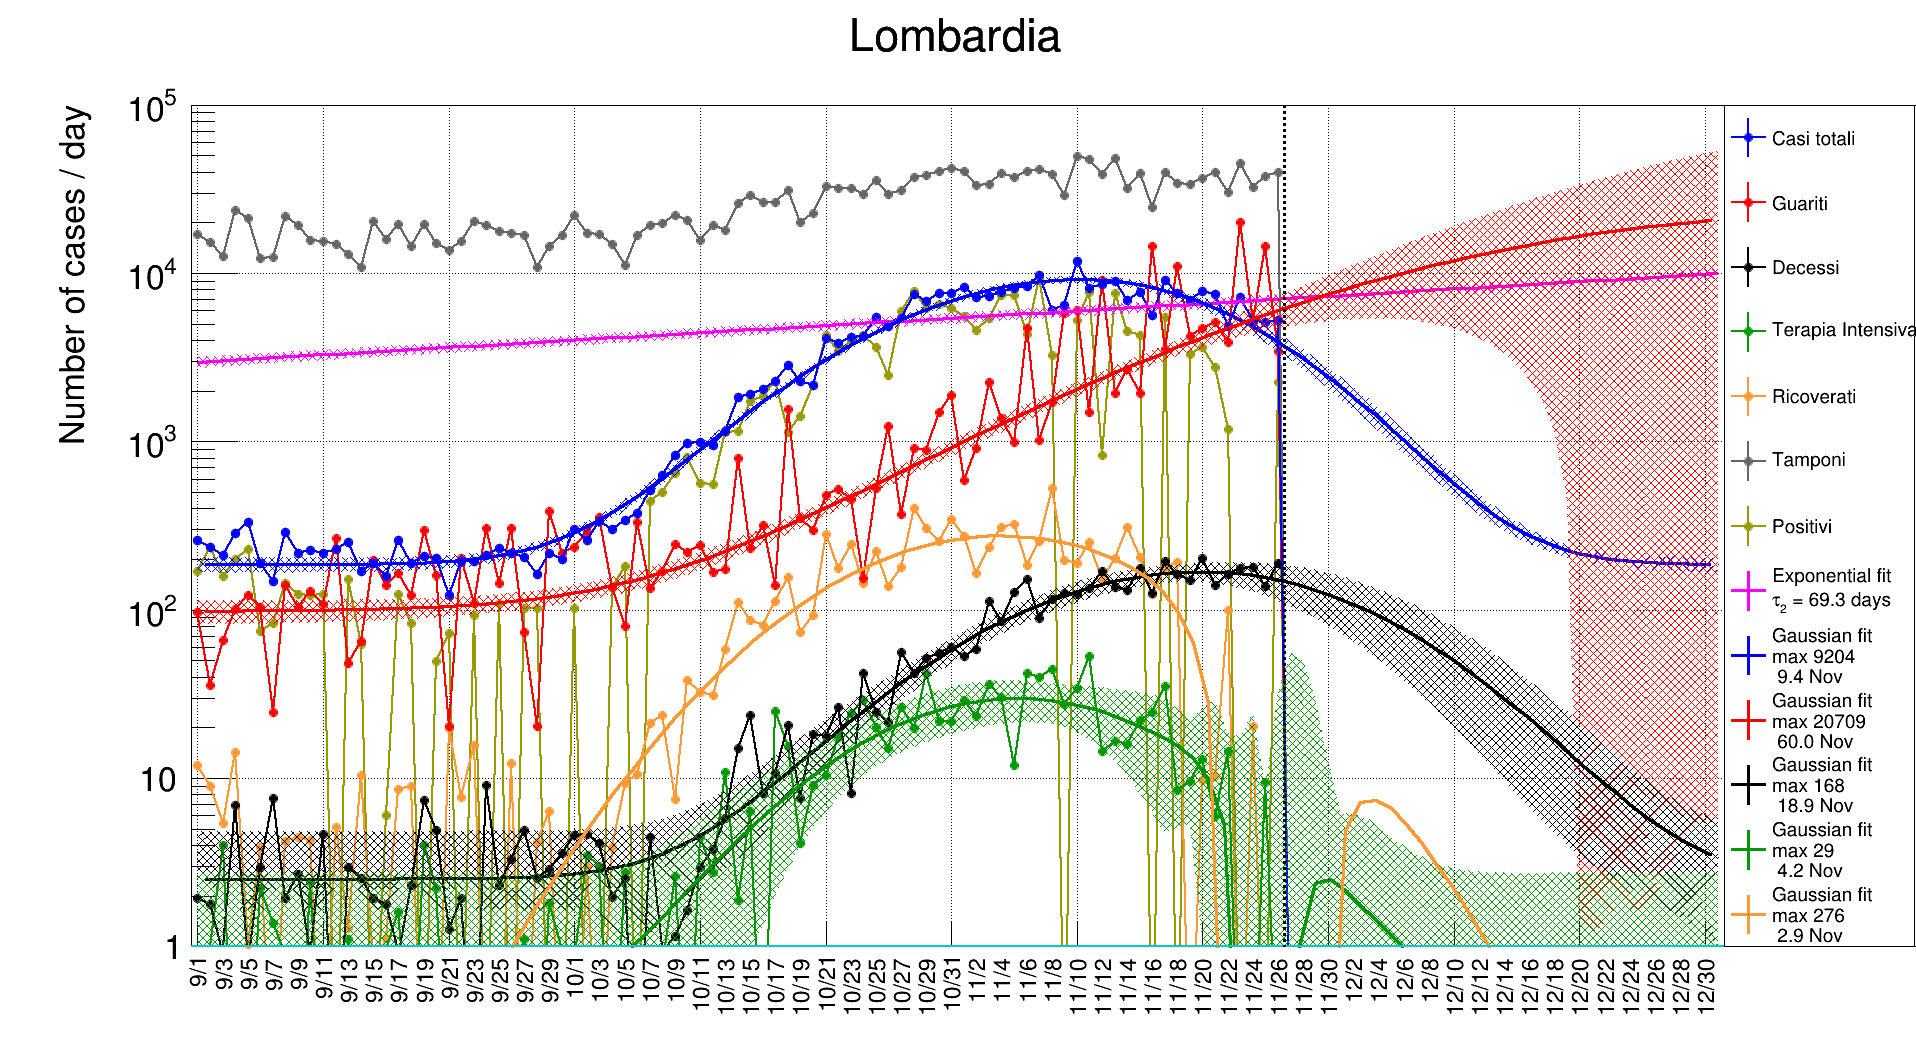 Lombardia
Number of cases / day
10^5
10^4
10^3
10^2
10
1
9/1 9/3 9/5 9/7 9/9 9/11 9/13 9/15 9/17 9/19 9/21 9/23 9/25 9/27 9/29 10/1 10/3 10/5 10/7 10/9 10/11 10/13 10/15 10/17 10/19 10/21 10/23 10/25 10/27 10/29 10/31 11/2 11/4 11/6 11/8 11/10 11/12 11/14 11/16 11/18 11/20 11/22 11/24 11/26 11/28 11/30 12/2 12/4 12/6 12/8 12/10 12/12 12/14 12/16 12/18 12/20 12/22 12/24 12/26 12/28 12/30
Casi totali
Guariti
Decessi
Terapia Intensiva
Ricoverati
Tamponi
Positivi
Exponential fit
τ₂ = 69.3 days
Gaussian fit
max 9204
9.4 Nov
Gaussian fit
max 20709
60.0 Nov
Gaussian fit
max 168
18.9 Nov
Gaussian fit
max 29
4.2 Nov
Gaussian fit
max 276
2.9 Nov